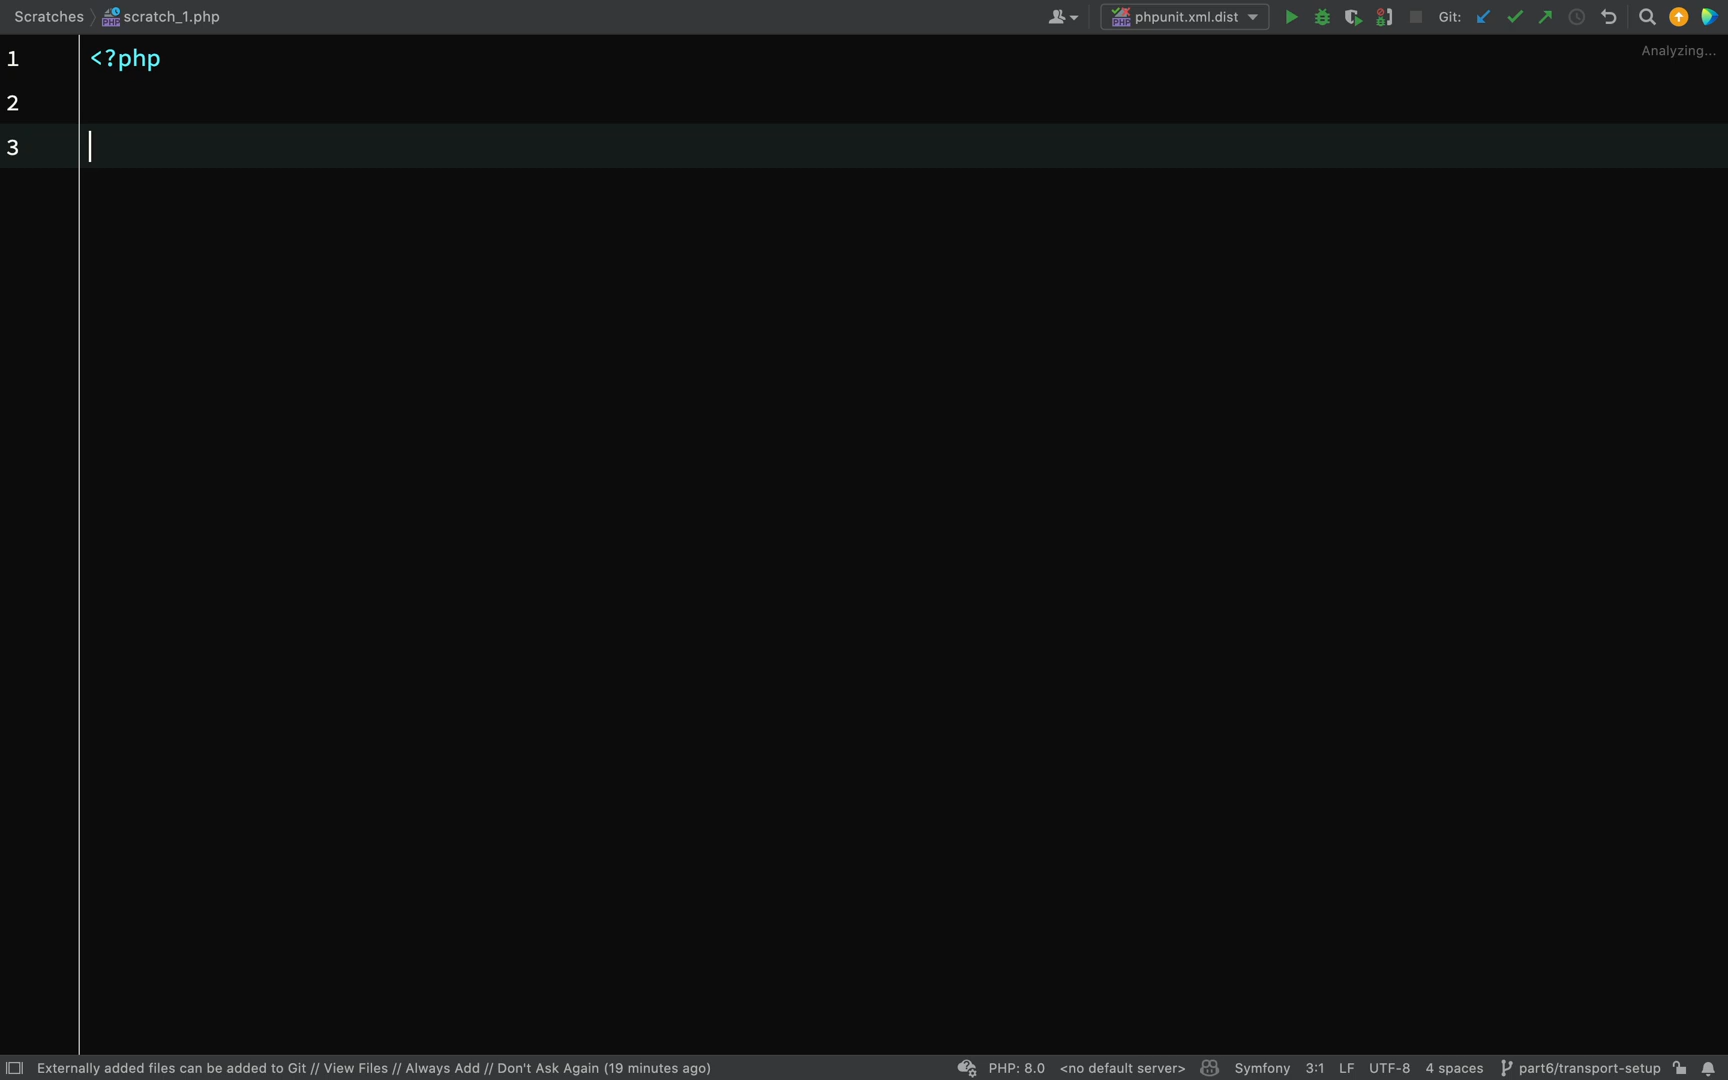 Scratches scratch_1.php phpunit.xml.dist Git:
Analyzing...
1 <?php
2
3
Externally added files can be added to Git // View Files // Always Add // Don't Ask Again (19 minutes ago) PHP: 8.0 <no default server> Symfony 3:1 LF UTF-8 4 spaces part6/transport-setup